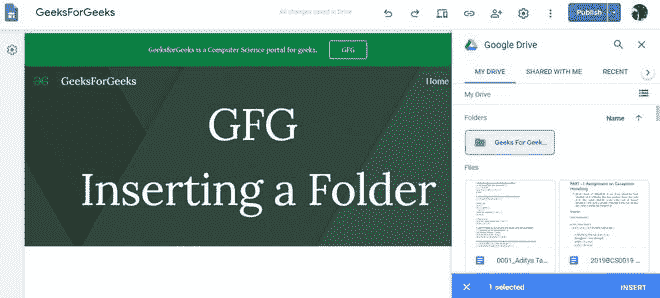 GeeksForGeeks
All changes saved in Drive
Publish
GeeksforGeeks is a Computer Science portal for geeks.
GFG
GeeksForGeeks
Home
GFG
Inserting a Folder
Google Drive
MY DRIVE
SHARED WITH ME
RECENT
My Drive
Folders
Name
Geeks For Geek...
Files
PART -I Assignment on Exception
Handling
0001_Aditya Ta...
2019BCS0019 ...
1 selected
INSERT